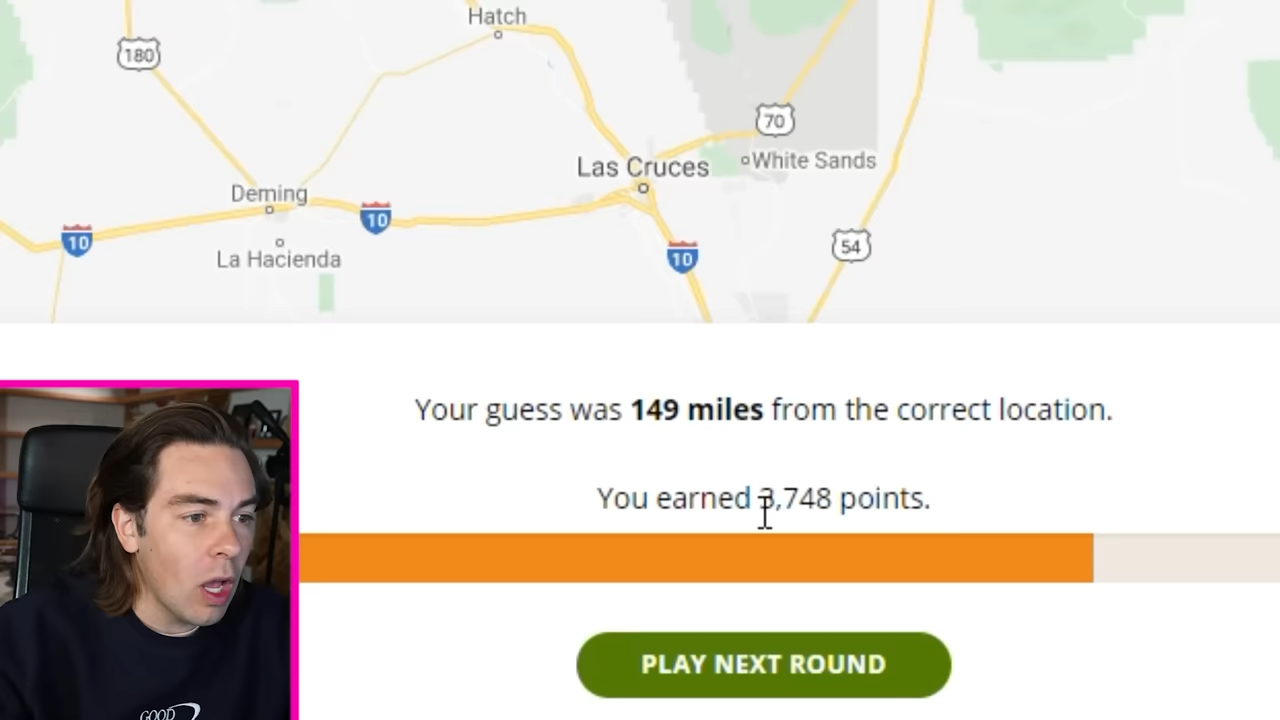 Hatch
180
70
Las Cruces
White Sands
Deming
10
10
54
La Hacienda
10
Your guess was 149 miles from the correct location.
You earned 3,748 points.
PLAY NEXT ROUND
GOOD